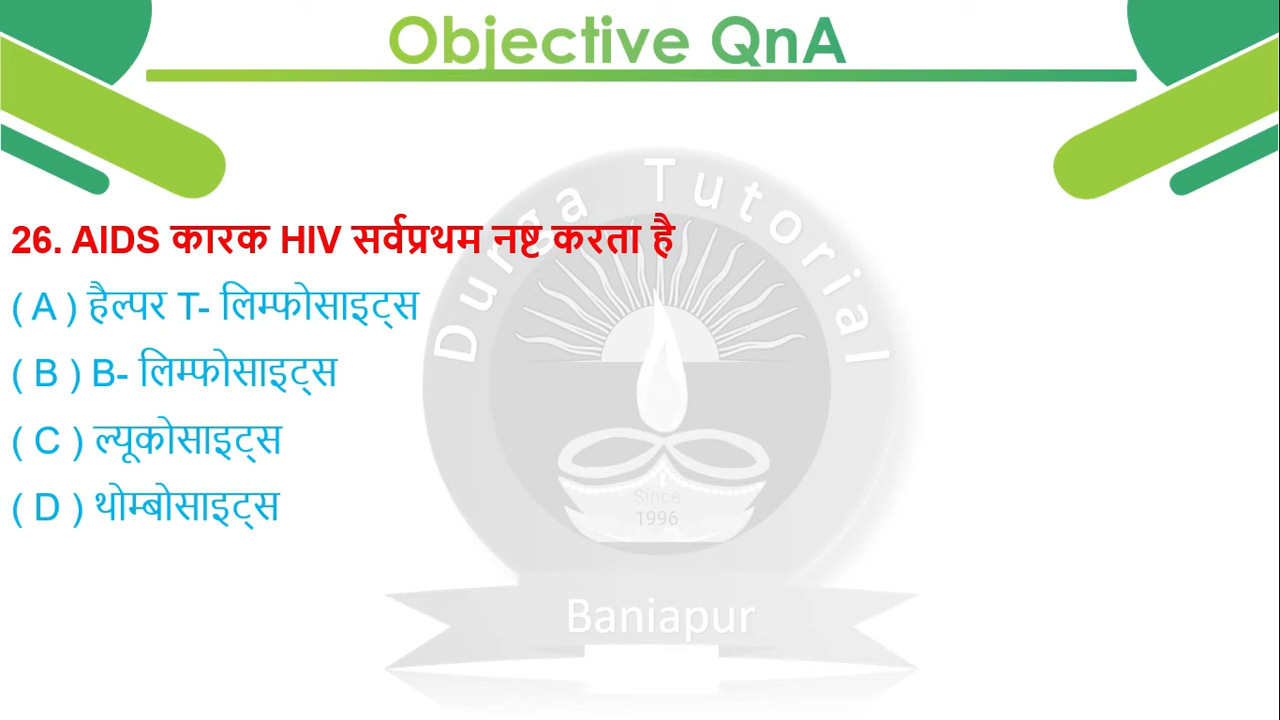 Objective QnA
Durga Tutorial
26. AIDS कारक HIV सर्वप्रथम नष्ट करता है
( A ) हैल्पर T- लिम्फोसाइट्स
( B ) B- लिम्फोसाइट्स
( C ) ल्यूकोसाइट्स
( D ) थोम्बोसाइट्स
Since
1996
Baniapur